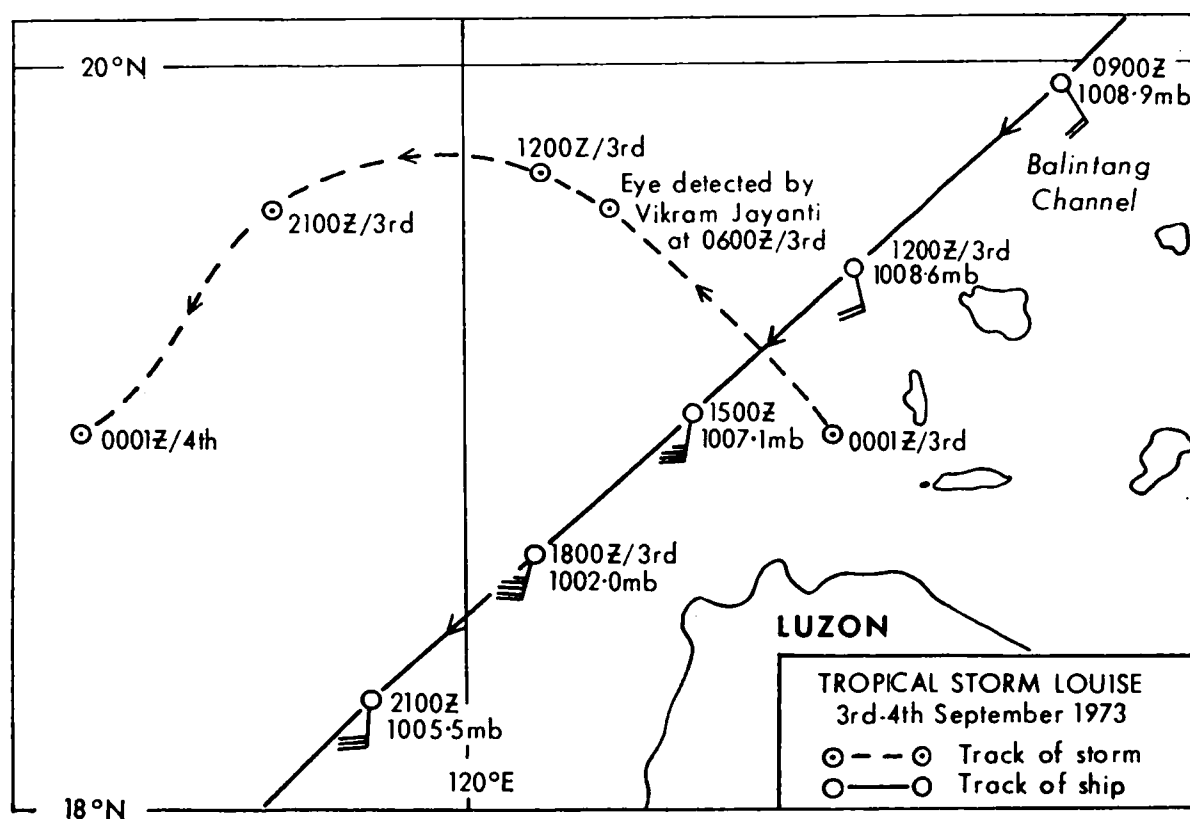 20°N
0900Z
1008·9mb
Balintang
Channel
1200Z/3rd
Eye detected by
Vikram Jayanti
at 0600Z/3rd
2100Z/3rd
1200Z/3rd
1008·6mb
1500Z
1007·1mb
0001Z/3rd
0001Z/4th
1800Z/3rd
1002·0mb
LUZON
2100Z
1005·5mb
120°E
18°N
TROPICAL STORM LOUISE
3rd-4th September 1973
Track of storm
Track of ship